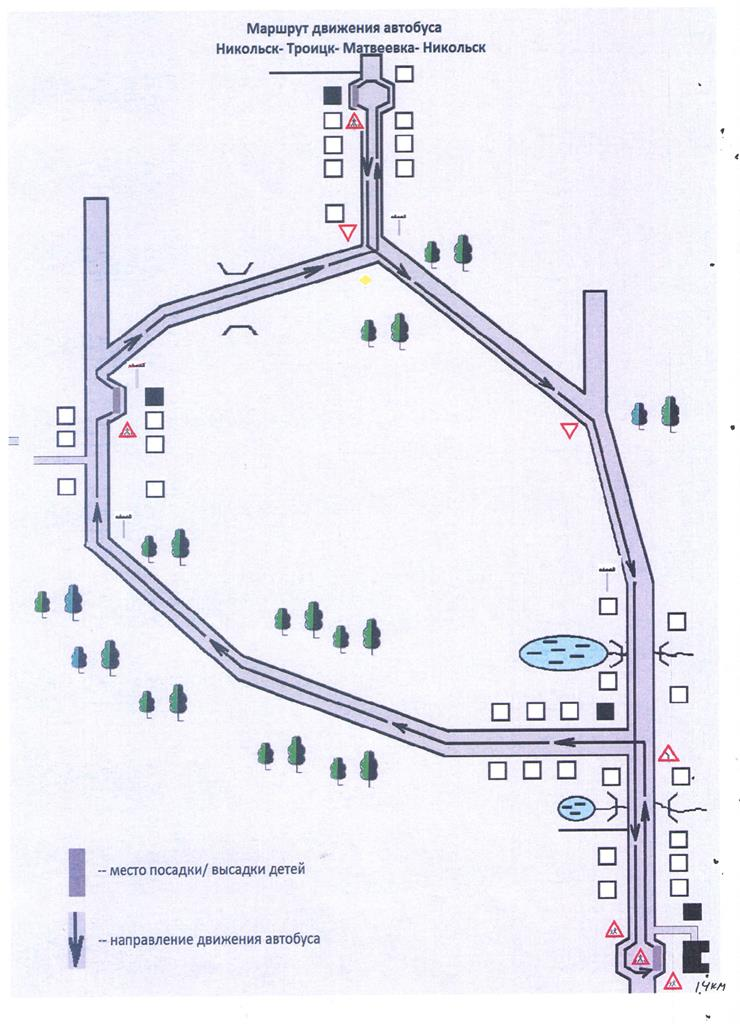 Маршрут движения автобуса
Никольск- Троицк- Матвеевка- Никольск
-- место посадки/ высадки детей
-- направление движения автобуса
1,4км